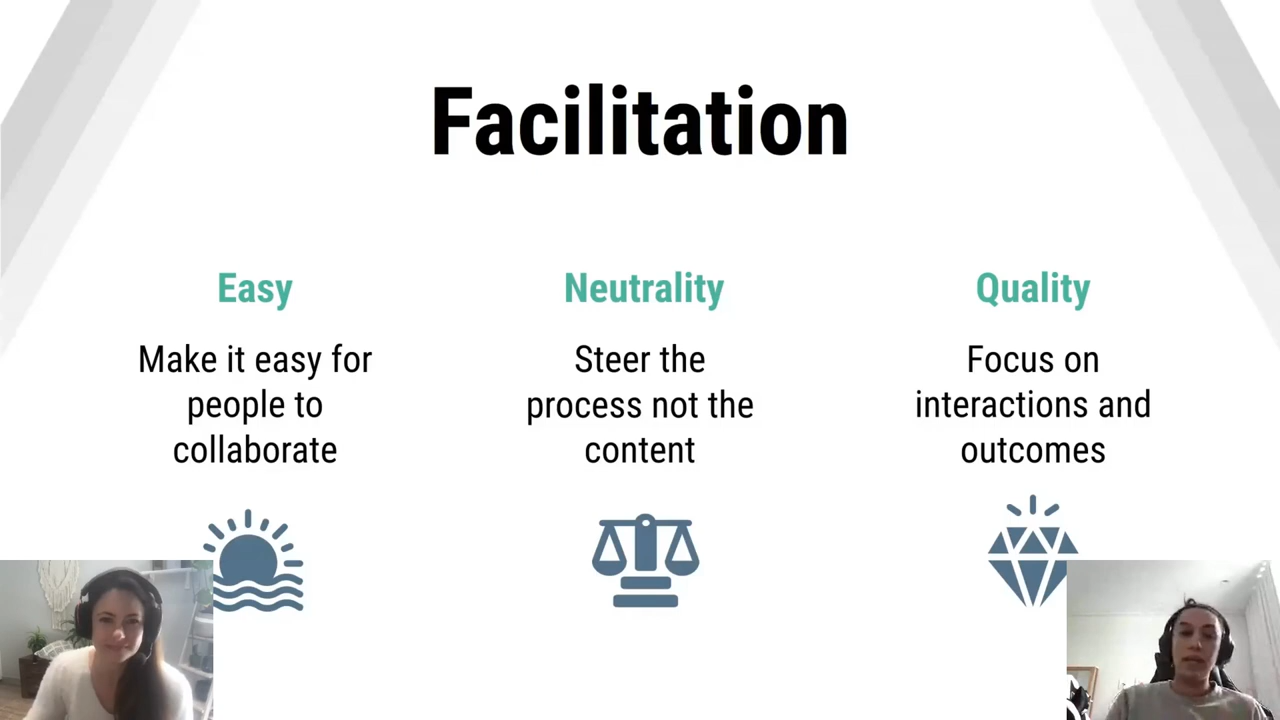 Facilitation
Easy
Make it easy for
people to
collaborate
Neutrality
Steer the
process not the
content
Quality
Focus on
interactions and
outcomes